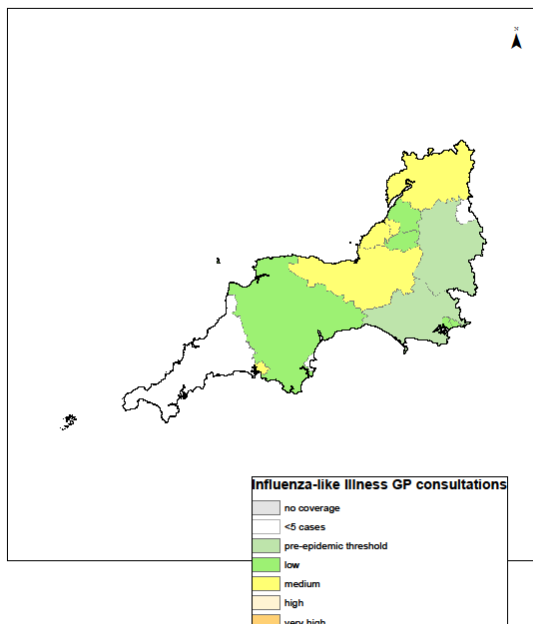 N
Influenza-like Illness GP consultations
no coverage
<5 cases
pre-epidemic threshold
low
medium
high
very high